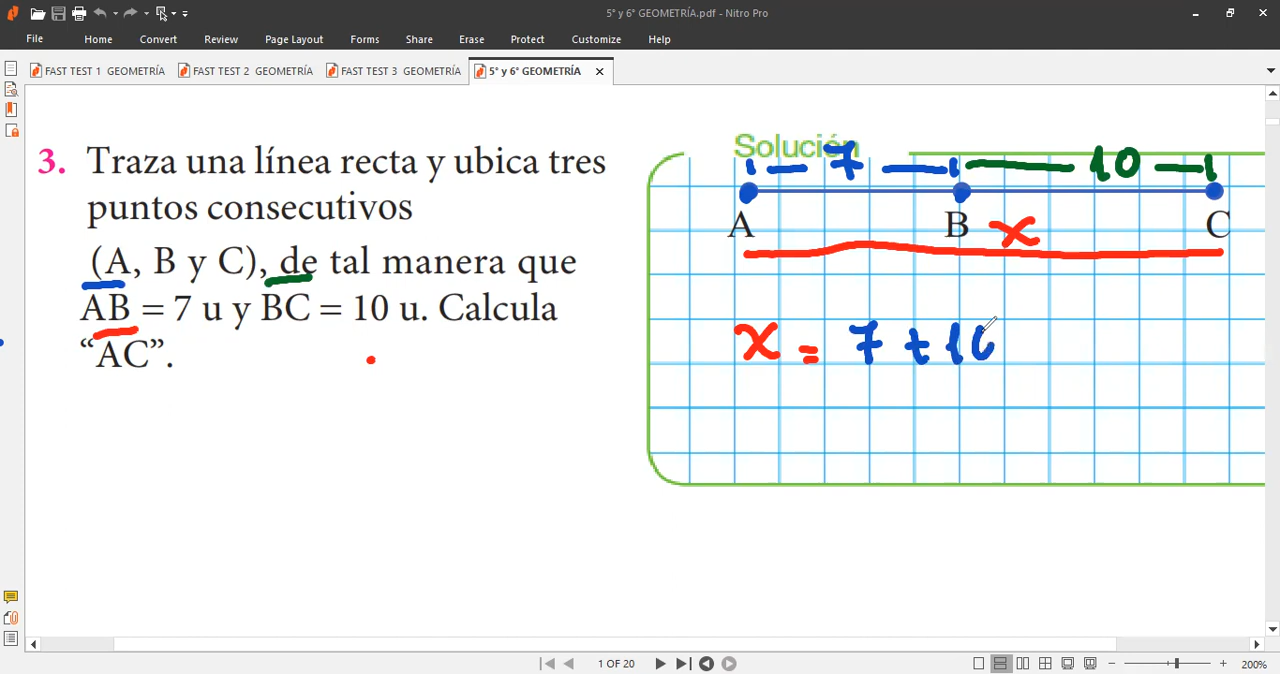 5° y 6° GEOMETRÍA.pdf - Nitro Pro
File Home Convert Review Page Layout Forms Share Erase Protect Customize Help
FAST TEST 1 GEOMETRÍA FAST TEST 2 GEOMETRÍA FAST TEST 3 GEOMETRÍA 5° y 6° GEOMETRÍA
3. Traza una línea recta y ubica tres
puntos consecutivos
(A, B y C), de tal manera que
AB = 7 u y BC = 10 u. Calcula
“AC”.
Solución
7 10
A B C
x
x = 7 + 10
1 OF 20
200%